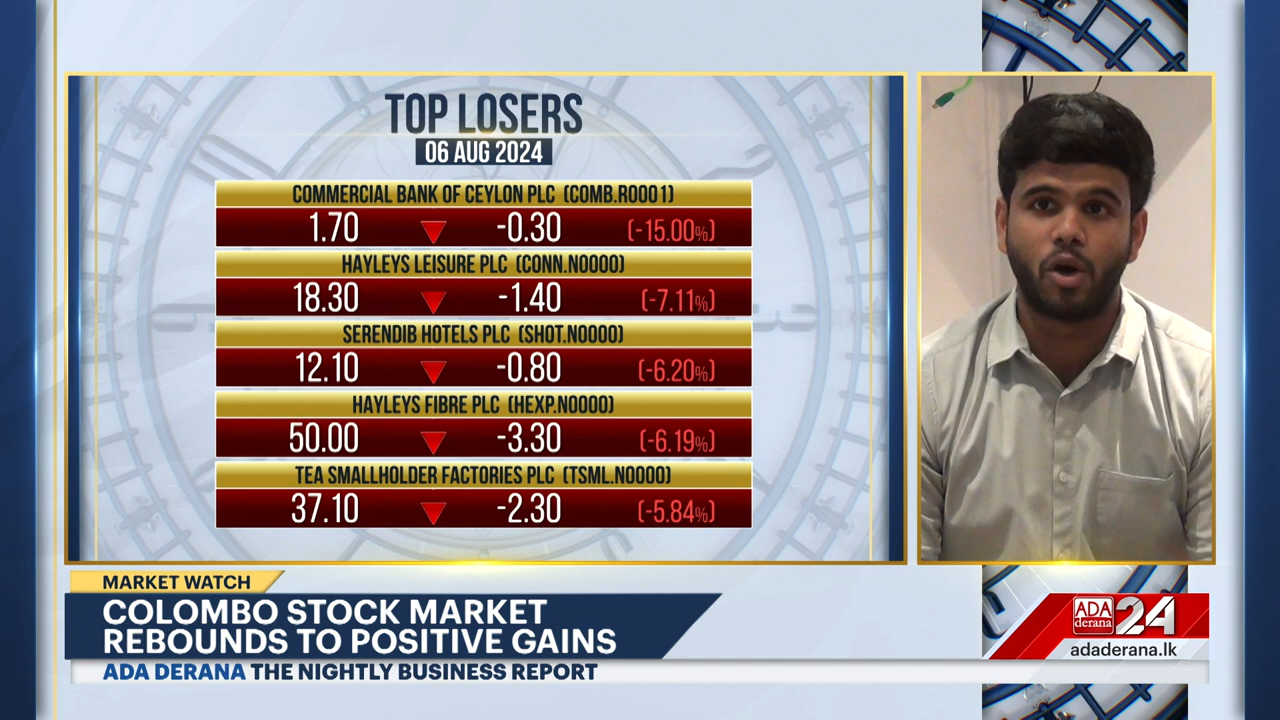 TOP LOSERS
06 AUG 2024
COMMERCIAL BANK OF CEYLON PLC (COMB.R0001)
1.70 -0.30 (-15.00%)
HAYLEYS LEISURE PLC (CONN.N0000)
18.30 -1.40 (-7.11%)
SERENDIB HOTELS PLC (SHOT.N0000)
12.10 -0.80 (-6.20%)
HAYLEYS FIBRE PLC (HEXP.N0000)
50.00 -3.30 (-6.19%)
TEA SMALLHOLDER FACTORIES PLC (TSML.N0000)
37.10 -2.30 (-5.84%)
MARKET WATCH
COLOMBO STOCK MARKET
REBOUNDS TO POSITIVE GAINS
ADA DERANA THE NIGHTLY BUSINESS REPORT
ADA
derana
24
adaderana.lk